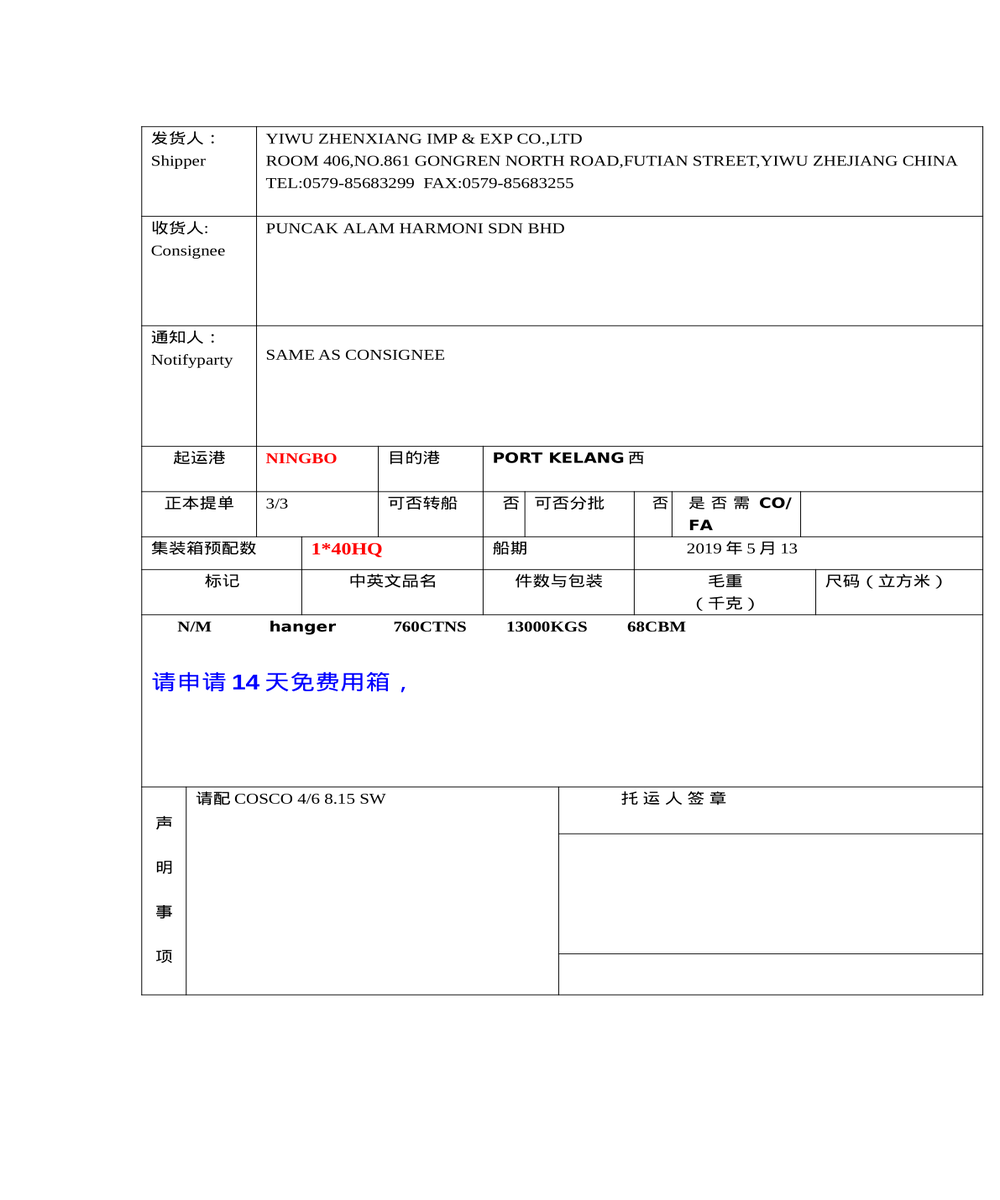 发货人：
Shipper
YIWU ZHENXIANG IMP & EXP CO.,LTD
ROOM 406,NO.861 GONGREN NORTH ROAD,FUTIAN STREET,YIWU ZHEJIANG CHINA
TEL:0579-85683299 FAX:0579-85683255
收货人:
Consignee
PUNCAK ALAM HARMONI SDN BHD
通知人：
Notifyparty
SAME AS CONSIGNEE
起运港 NINGBO 目的港 PORT KELANG 西
正本提单 3/3 可否转船 否 可否分批 否 是 否 需 CO/
FA
集装箱预配数 1*40HQ 船期 2019 年 5 月 13
标记 中英文品名 件数与包装 毛重 尺码（立方米）
（千克）
N/M hanger 760CTNS 13000KGS 68CBM
请申请 14 天免费用箱，
声
明
事
项
请配 COSCO 4/6 8.15 SW
托 运 人 签 章